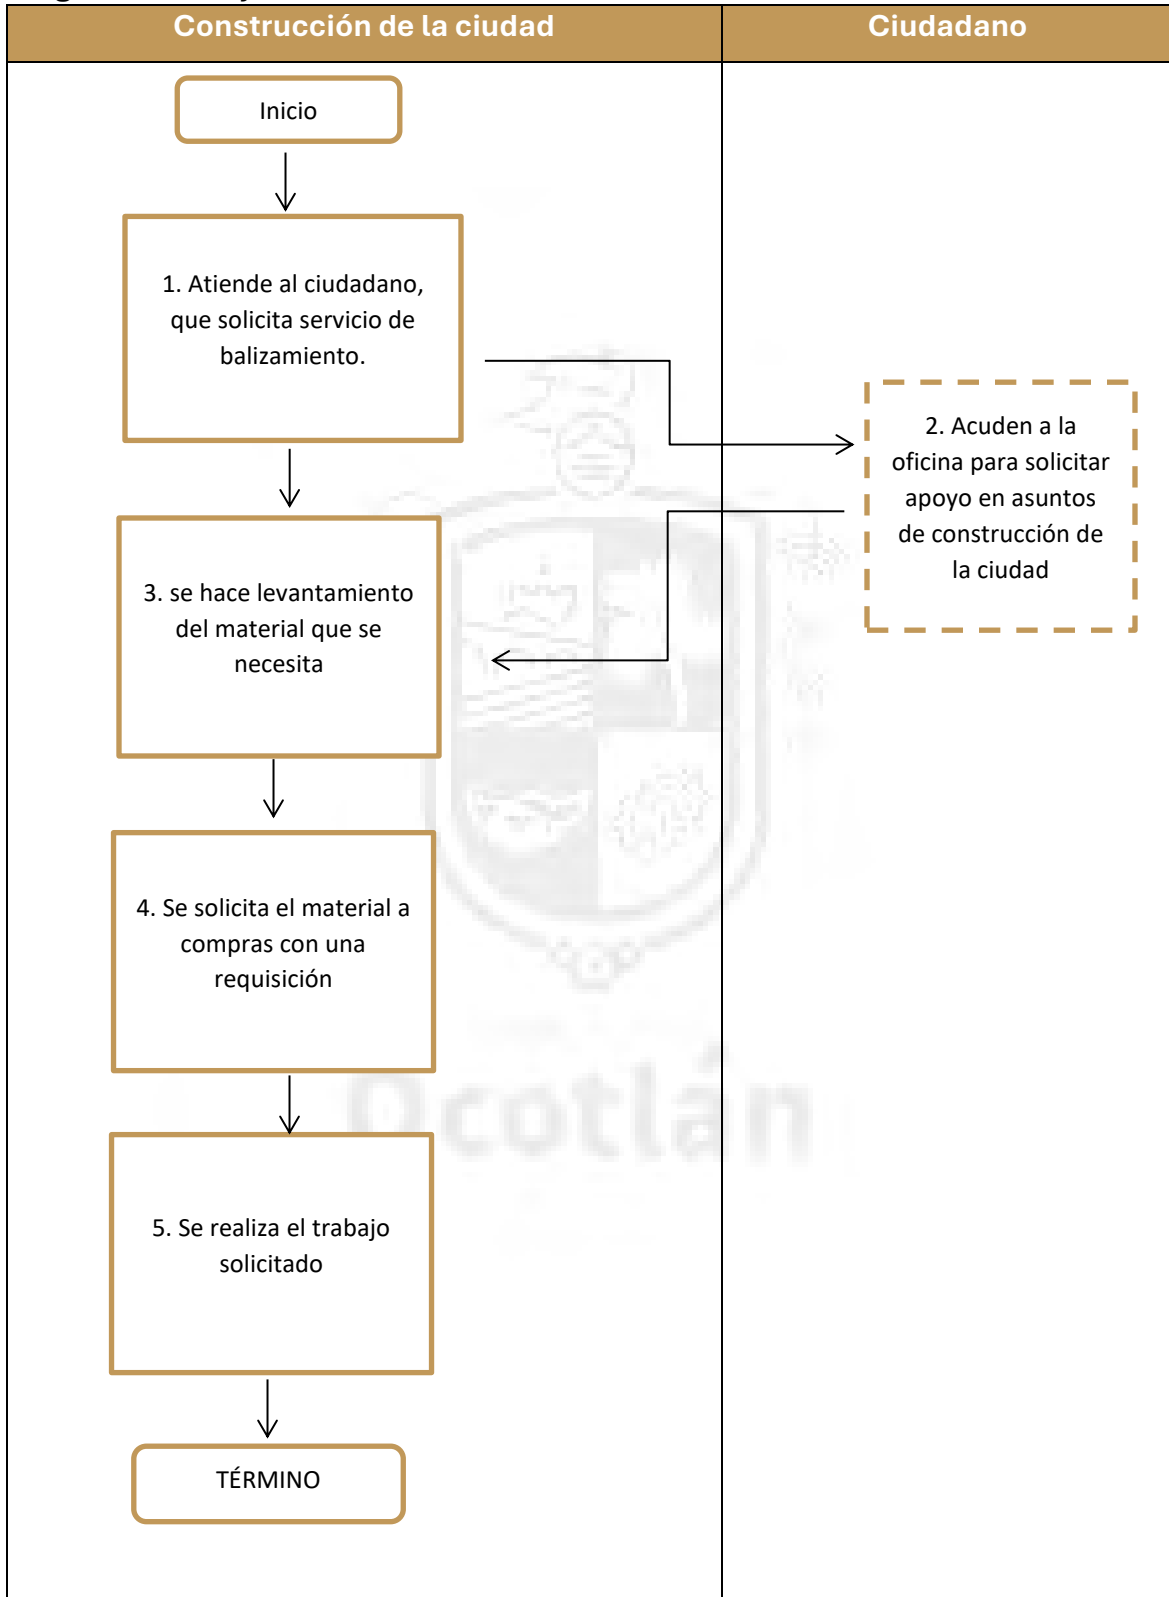 Construcción de la ciudad
Ciudadano
Inicio
1. Atiende al ciudadano,
que solicita servicio de
balizamiento.
2. Acuden a la
oficina para solicitar
apoyo en asuntos
de construcción de
la ciudad
3. se hace levantamiento
del material que se
necesita
4. Se solicita el material a
compras con una
requisición
Ocotlán
5. Se realiza el trabajo
solicitado
TÉRMINO